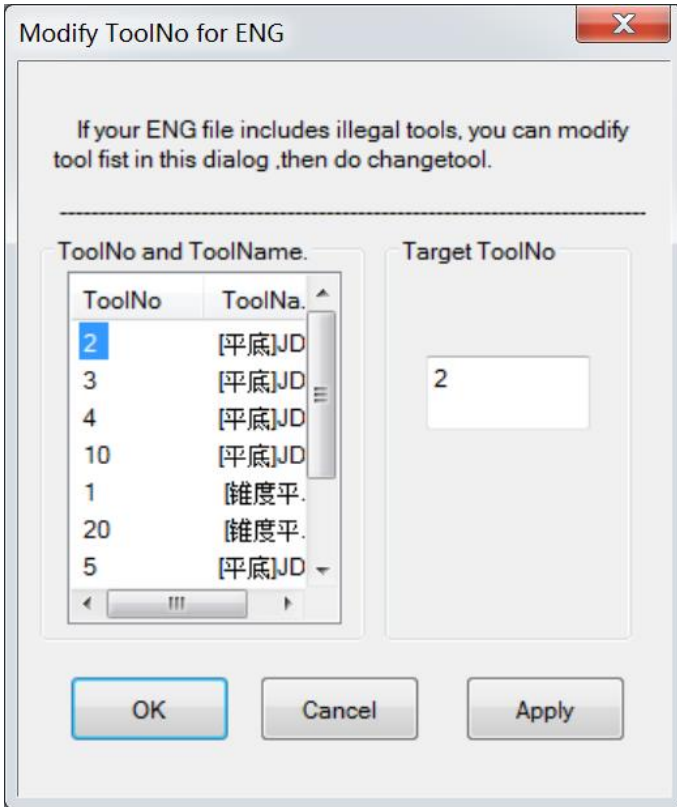 Modify ToolNo for ENG
If your ENG file includes illegal tools, you can modify
tool fist in this dialog ,then do changetool.
ToolNo and ToolName.
Target ToolNo
ToolNo ToolNa.
2 [平底]JD
3 [平底]JD
4 [平底]JD
10 [平底]JD
1 [錐度平.
20 [錐度平.
5 [平底]JD
2
OK Cancel Apply